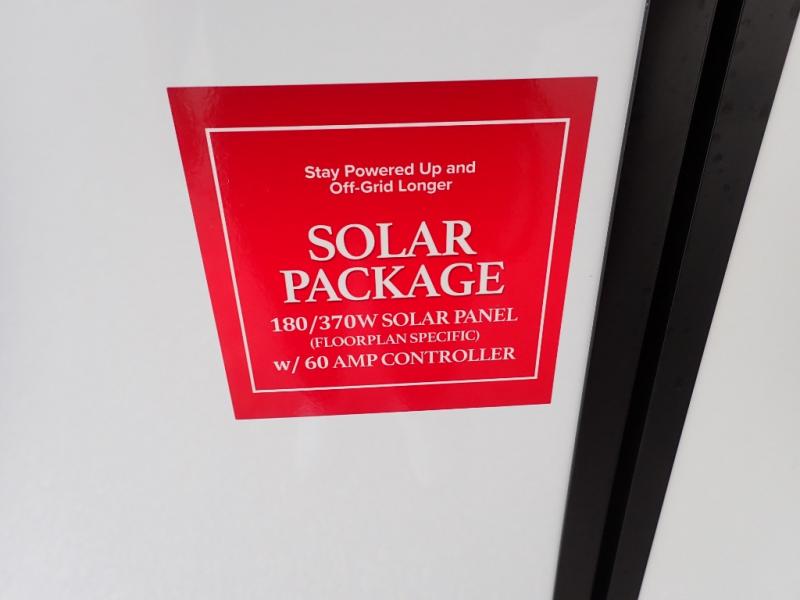 Stay Powered Up and
Off-Grid Longer
SOLAR
PACKAGE
180/370W SOLAR PANEL
(FLOORPLAN SPECIFIC)
w/ 60 AMP CONTROLLER